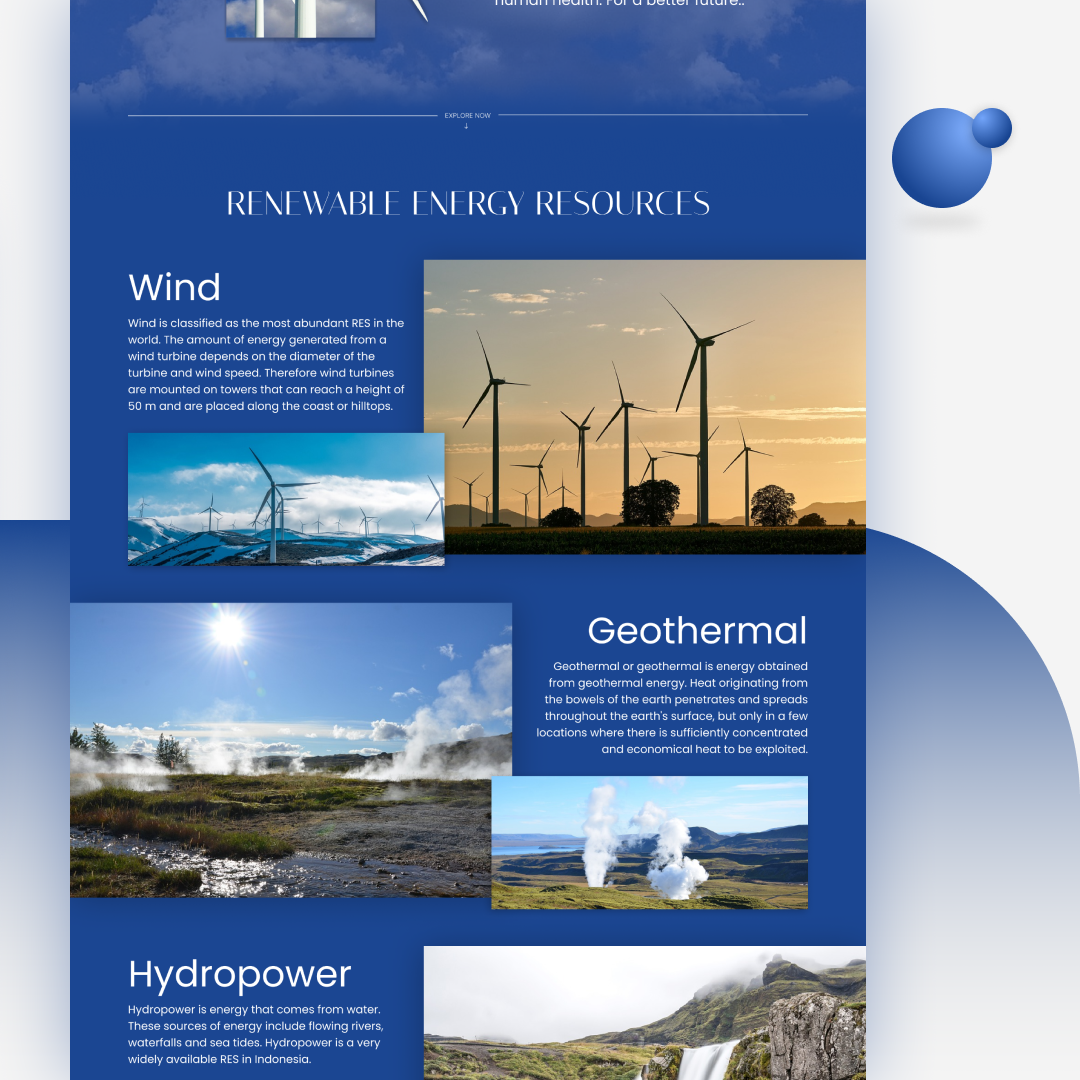 human health. For a better future..
EXPLORE NOW
↓
RENEWABLE ENERGY RESOURCES
Wind
Wind is classified as the most abundant RES in the
world. The amount of energy generated from a
wind turbine depends on the diameter of the
turbine and wind speed. Therefore wind turbines
are mounted on towers that can reach a height of
50 m and are placed along the coast or hilltops.
Geothermal
Geothermal or geothermal is energy obtained
from geothermal energy. Heat originating from
the bowels of the earth penetrates and spreads
throughout the earth's surface, but only in a few
locations where there is sufficiently concentrated
and economical heat to be exploited.
Hydropower
Hydropower is energy that comes from water.
These sources of energy include flowing rivers,
waterfalls and sea tides. Hydropower is a very
widely available RES in Indonesia.